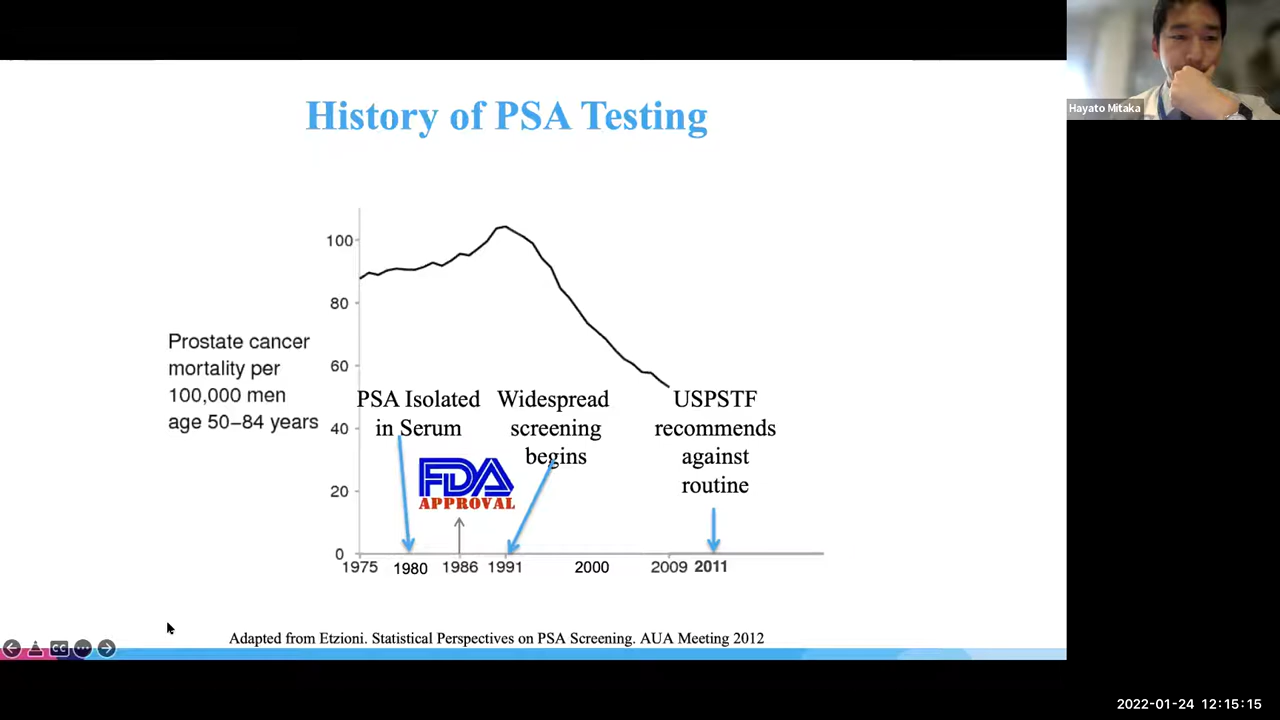 History of PSA Testing
Hayato Mitaka
100
80
60
40
20
0
Prostate cancer
mortality per
100,000 men
age 50–84 years
PSA Isolated
in Serum
FDA
APPROVAL
Widespread
screening
begins
USPSTF
recommends
against
routine
1975 1980 1986 1991 2000 2009 2011
Adapted from Etzioni. Statistical Perspectives on PSA Screening. AUA Meeting 2012
CC
2022-01-24 12:15:15